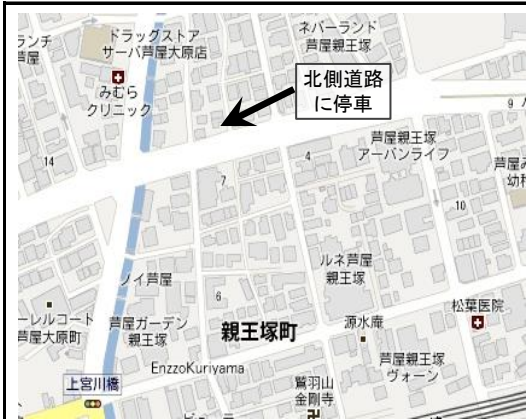 ドラッグストア
サーバ芦屋大原店
ランチ
芦屋
みむら
クリニック
ネバーランド
芦屋親王塚
北側道路
に停車
9
芦屋親王塚
アーバンライフ
芦屋み
幼稚
14
4
7
10
ルネ芦屋
親王塚
ノイ芦屋
6
ーレルコート
芦屋大原町
芦屋ガーデン
親王塚
親王塚町
源水庵
松葉医院
EnzzoKuriyama
芦屋親王塚
ヴォーン
上宮川橋
鷲羽山
金剛寺